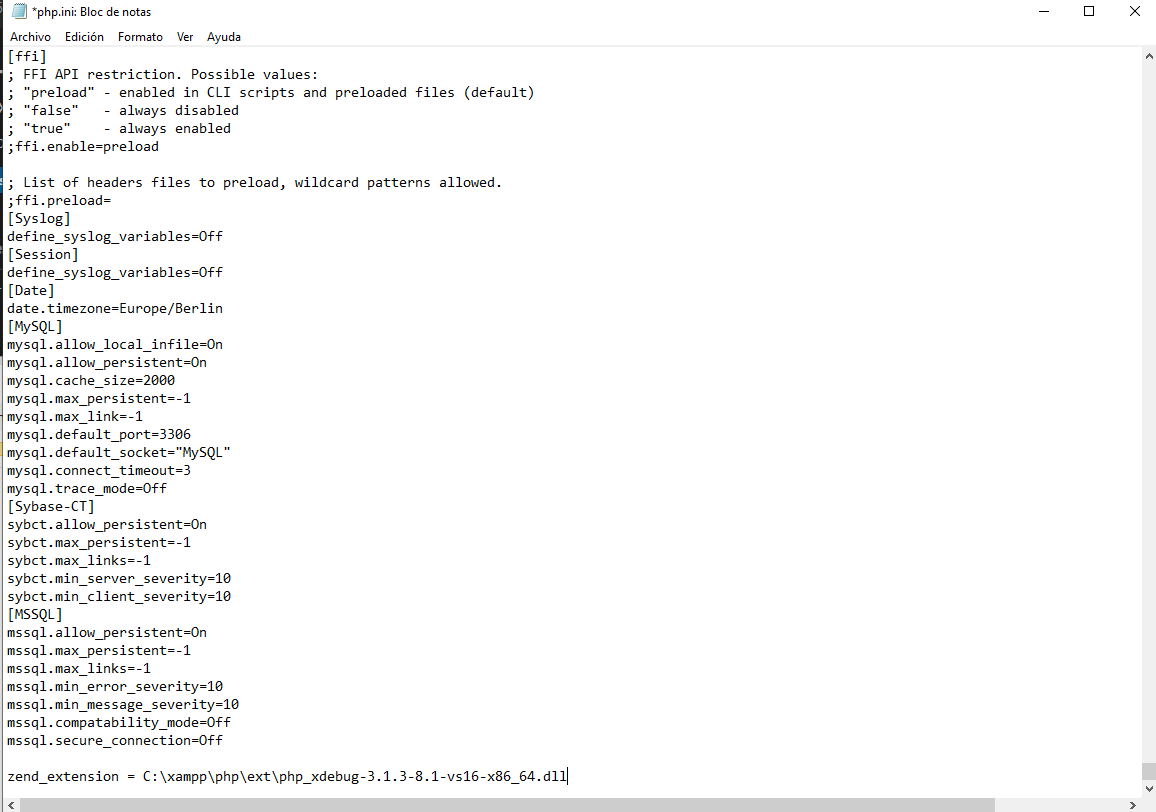 *php.ini: Bloc de notas
Archivo Edición Formato Ver Ayuda
[ffi]
; FFI API restriction. Possible values:
; "preload" - enabled in CLI scripts and preloaded files (default)
; "false"   - always disabled
; "true"    - always enabled
;ffi.enable=preload

; List of headers files to preload, wildcard patterns allowed.
;ffi.preload=
[Syslog]
define_syslog_variables=Off
[Session]
define_syslog_variables=Off
[Date]
date.timezone=Europe/Berlin
[MySQL]
mysql.allow_local_infile=On
mysql.allow_persistent=On
mysql.cache_size=2000
mysql.max_persistent=-1
mysql.max_link=-1
mysql.default_port=3306
mysql.default_socket="MySQL"
mysql.connect_timeout=3
mysql.trace_mode=Off
[Sybase-CT]
sybct.allow_persistent=On
sybct.max_persistent=-1
sybct.max_links=-1
sybct.min_server_severity=10
sybct.min_client_severity=10
[MSSQL]
mssql.allow_persistent=On
mssql.max_persistent=-1
mssql.max_links=-1
mssql.min_error_severity=10
mssql.min_message_severity=10
mssql.compatability_mode=Off
mssql.secure_connection=Off

zend_extension = C:\xampp\php\ext\php_xdebug-3.1.3-8.1-vs16-x86_64.dll